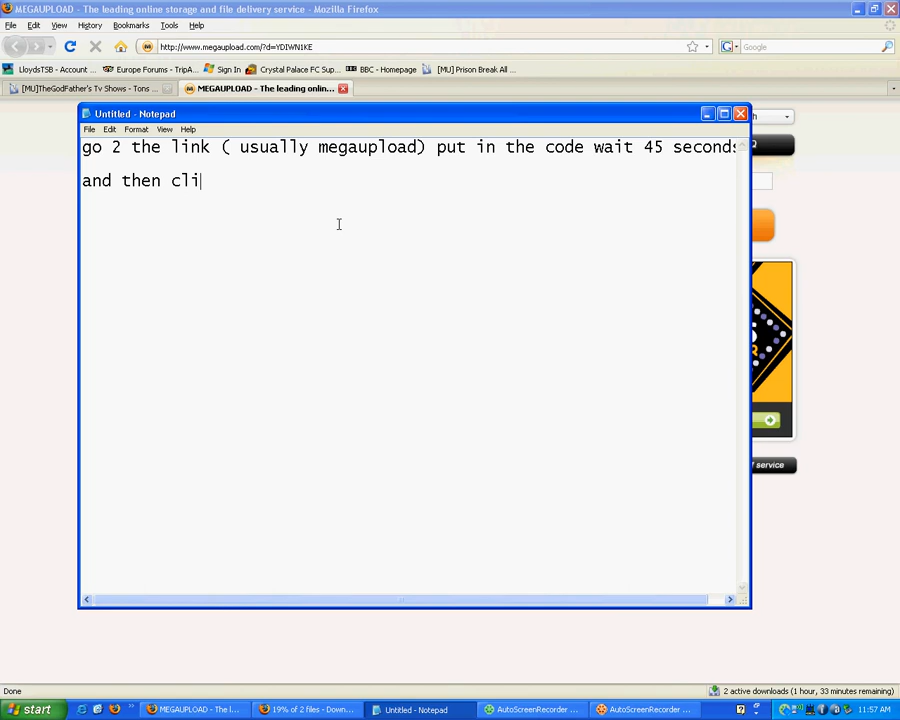 MEGAUPLOAD - The leading online storage and file delivery service - Mozilla Firefox
File Edit View History Bookmarks Tools Help
http://www.megaupload.com/?d=YDIWN1KE
Google
LloydsTSB - Account ... Europe Forums - TripA... Sign In Crystal Palace FC Sup... BBC - Homepage [MU] Prison Break All ...
[MU]TheGodFather's Tv Shows - Tons ... MEGAUPLOAD - The leading onlin...
Untitled - Notepad
File Edit Format View Help
go 2 the link ( usually megaupload) put in the code wait 45 seconds
and then cli
service
Done
2 active downloads (1 hour, 33 minutes remaining)
start
MEGAUPLOAD - The l...
19% of 2 files - Down...
Untitled - Notepad
AutoScreenRecorder ...
AutoScreenRecorder ...
11:57 AM